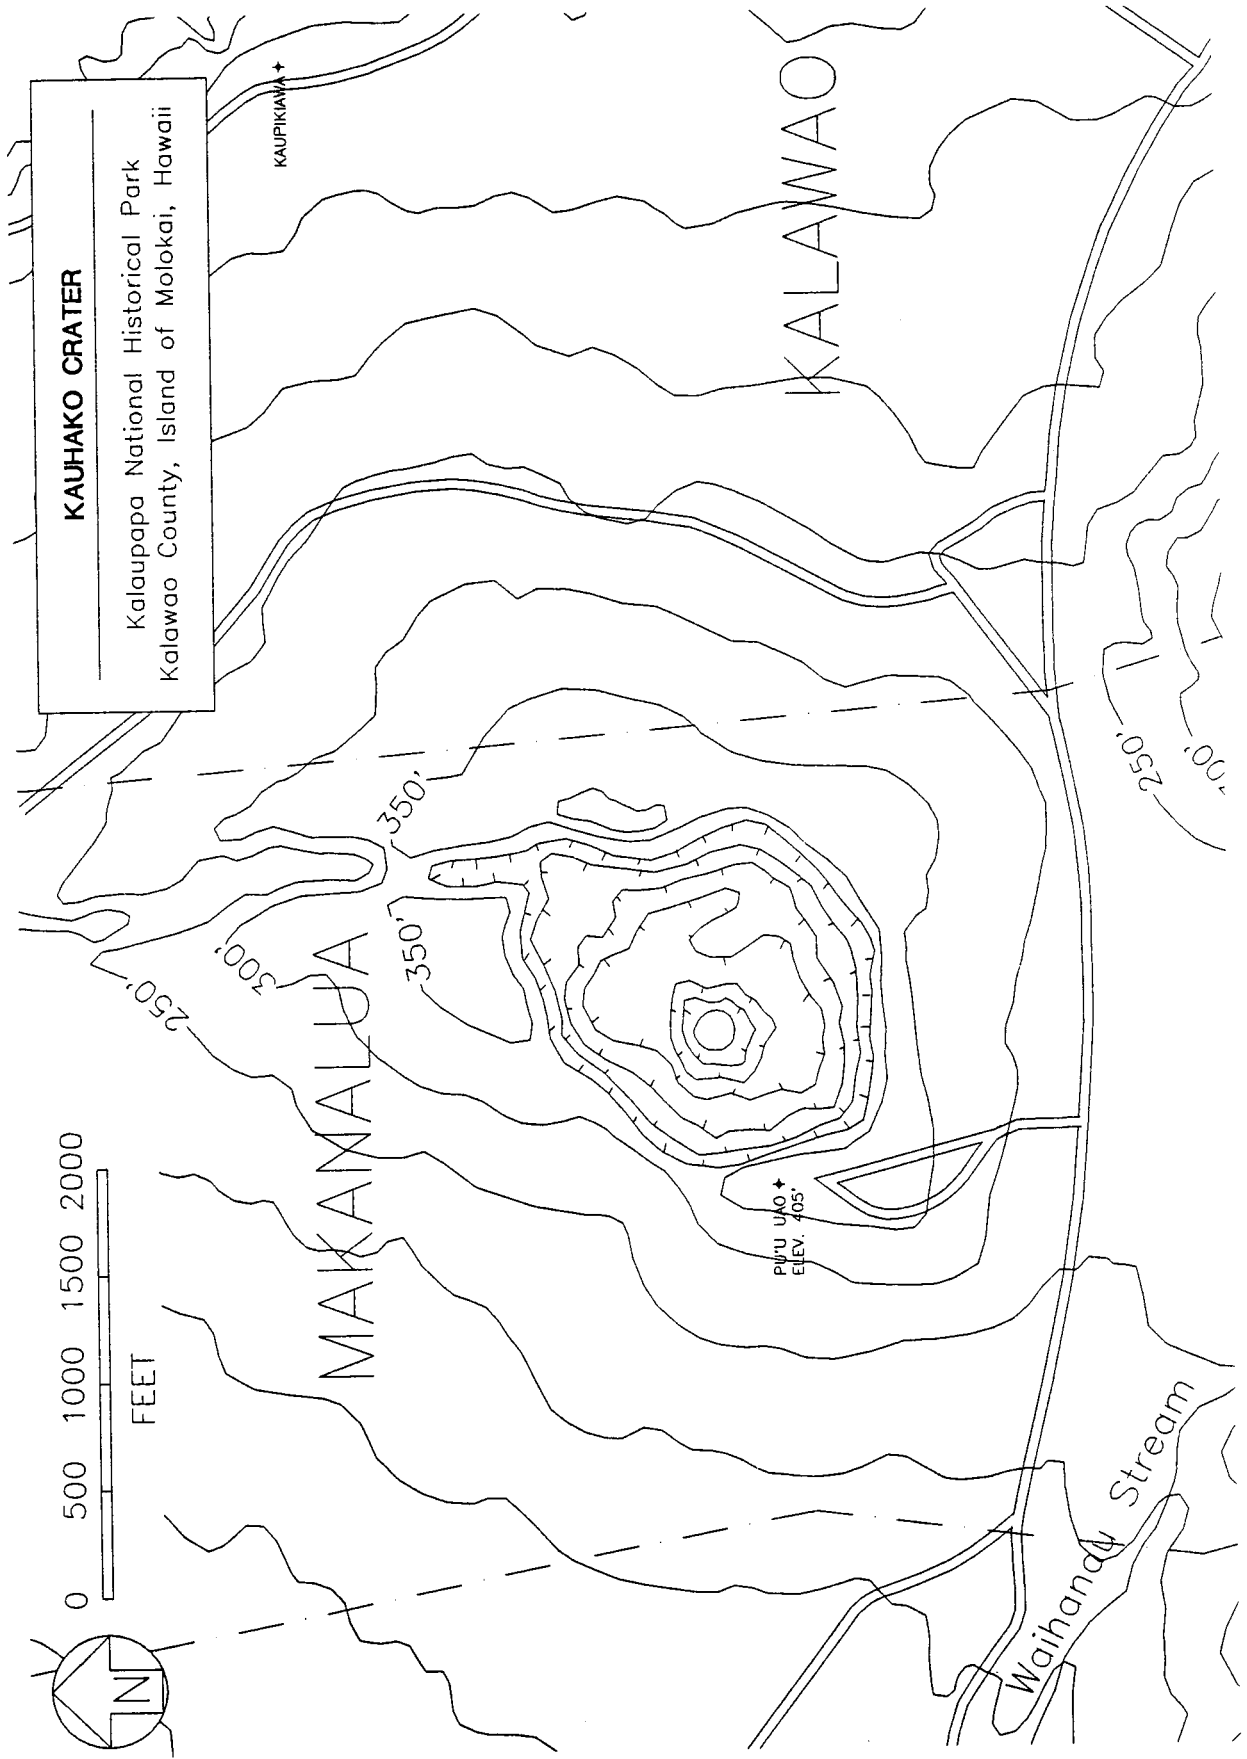 KAUHAKO CRATER
Kalaupapa National Historical Park
Kalawao County, Island of Molokai, Hawaii
KAUPIKIAWA
0 500 1000 1500 2000
FEET
N
MAKANALUA
KALAWAO
250'
300'
350'
350'
PU'U UAO
ELEV. 405'
250'
Waihanau Stream